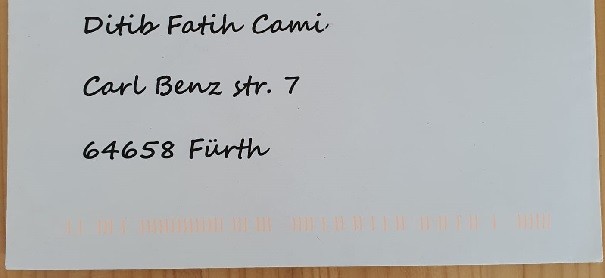 Ditib Fatih Cami
Carl Benz str. 7
64658 Fürth